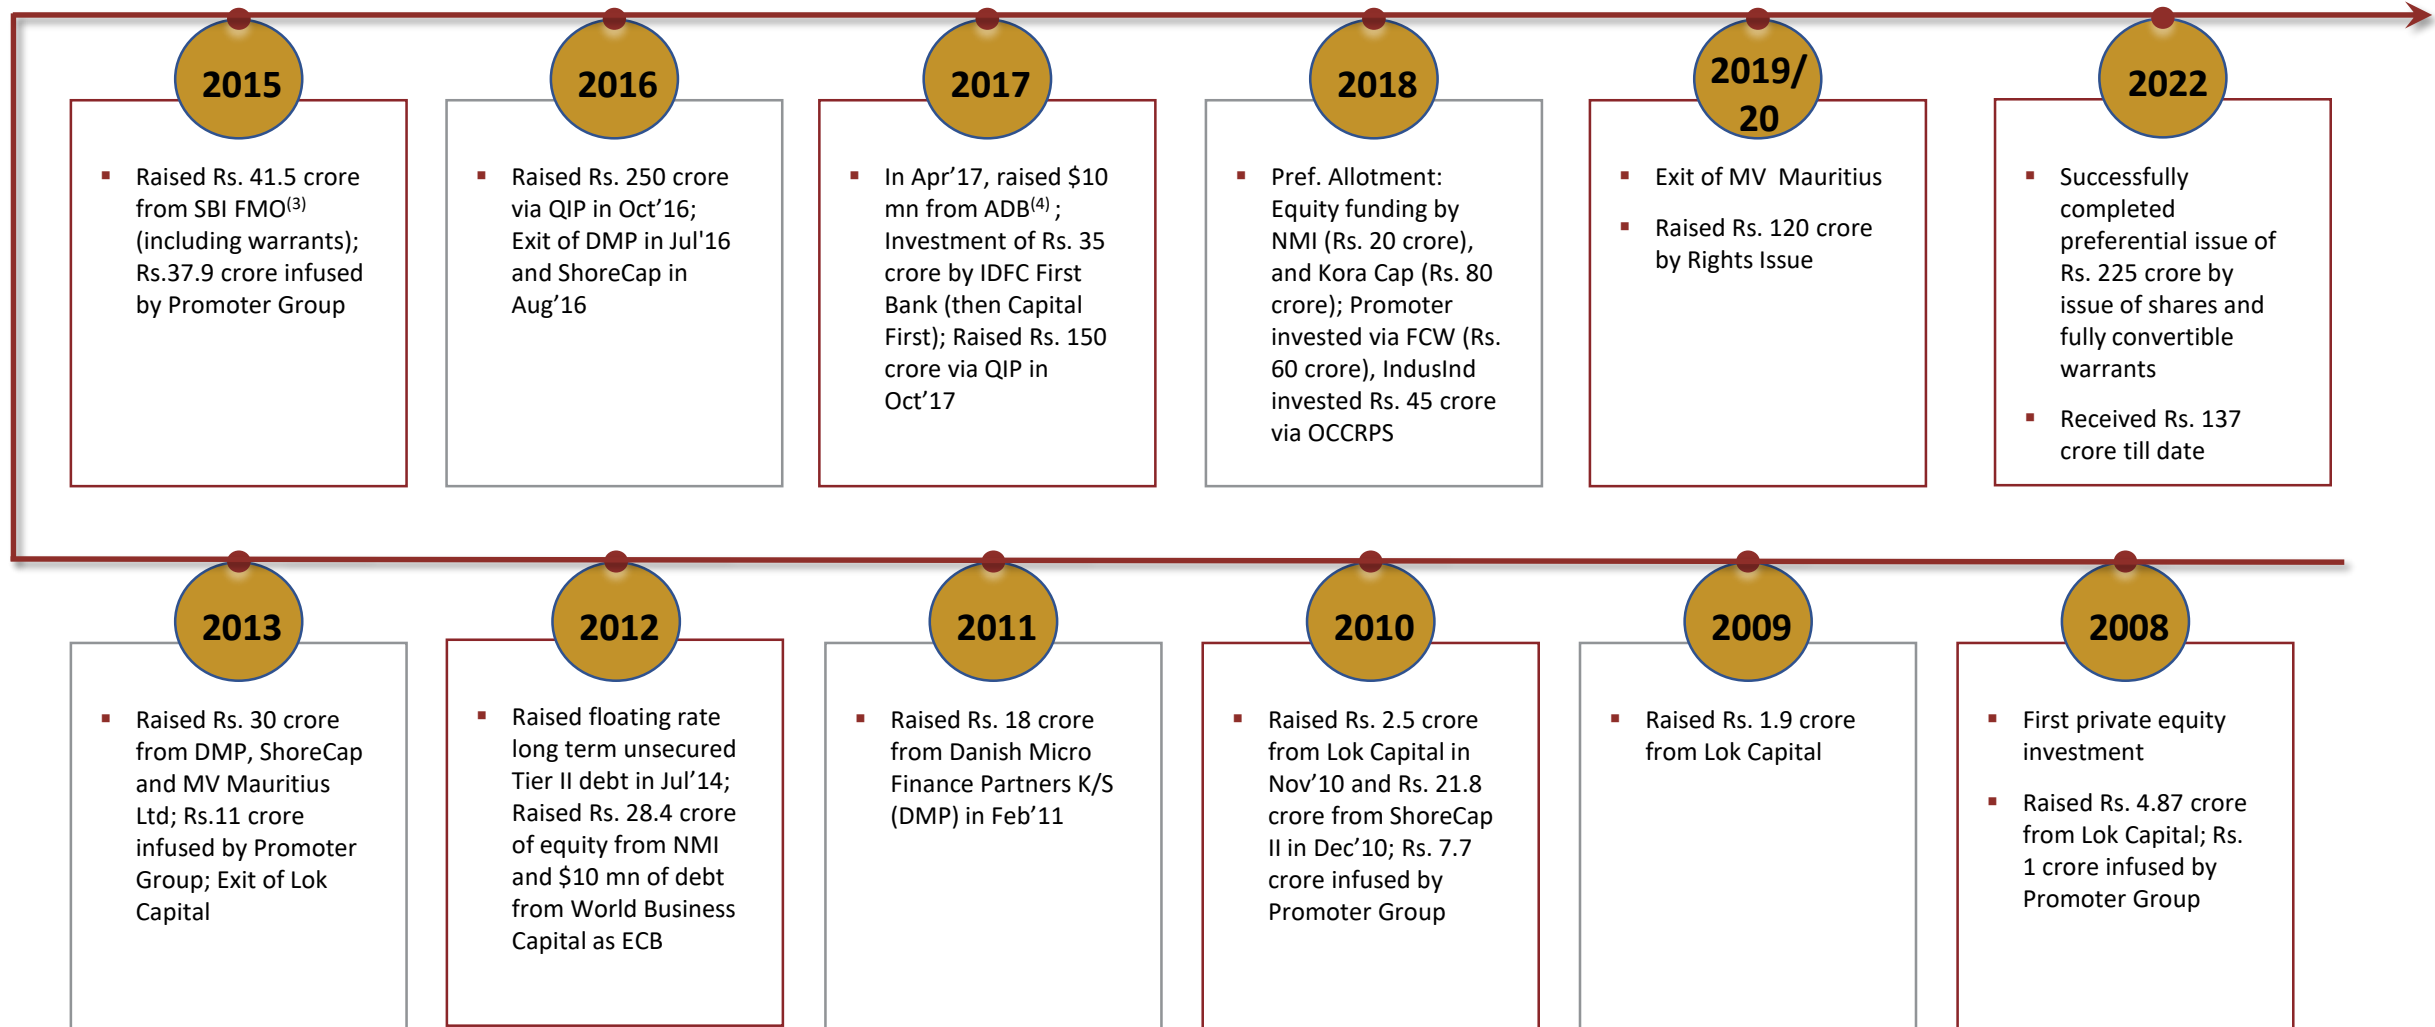 2015
Raised Rs. 41.5 crore
from SBI FMO(3)
(including warrants);
Rs.37.9 crore infused
by Promoter Group
2016
Raised Rs. 250 crore
via QIP in Oct’16;
Exit of DMP in Jul'16
and ShoreCap in
Aug’16
2017
In Apr’17, raised $10
mn from ADB(4) ;
Investment of Rs. 35
crore by IDFC First
Bank (then Capital
First); Raised Rs. 150
crore via QIP in
Oct’17
2018
Pref. Allotment:
Equity funding by
NMI (Rs. 20 crore),
and Kora Cap (Rs. 80
crore); Promoter
invested via FCW (Rs.
60 crore), IndusInd
invested Rs. 45 crore
via OCCRPS
2019/
20
Exit of MV  Mauritius
Raised Rs. 120 crore
by Rights Issue
2022
Successfully
completed
preferential issue of
Rs. 225 crore by
issue of shares and
fully convertible
warrants
Received Rs. 137
crore till date
2013
Raised Rs. 30 crore
from DMP, ShoreCap
and MV Mauritius
Ltd; Rs.11 crore
infused by Promoter
Group; Exit of Lok
Capital
2012
Raised floating rate
long term unsecured
Tier II debt in Jul’14;
Raised Rs. 28.4 crore
of equity from NMI
and $10 mn of debt
from World Business
Capital as ECB
2011
Raised Rs. 18 crore
from Danish Micro
Finance Partners K/S
(DMP) in Feb’11
2010
Raised Rs. 2.5 crore
from Lok Capital in
Nov’10 and Rs. 21.8
crore from ShoreCap
II in Dec’10; Rs. 7.7
crore infused by
Promoter Group
2009
Raised Rs. 1.9 crore
from Lok Capital
2008
First private equity
investment
Raised Rs. 4.87 crore
from Lok Capital; Rs.
1 crore infused by
Promoter Group